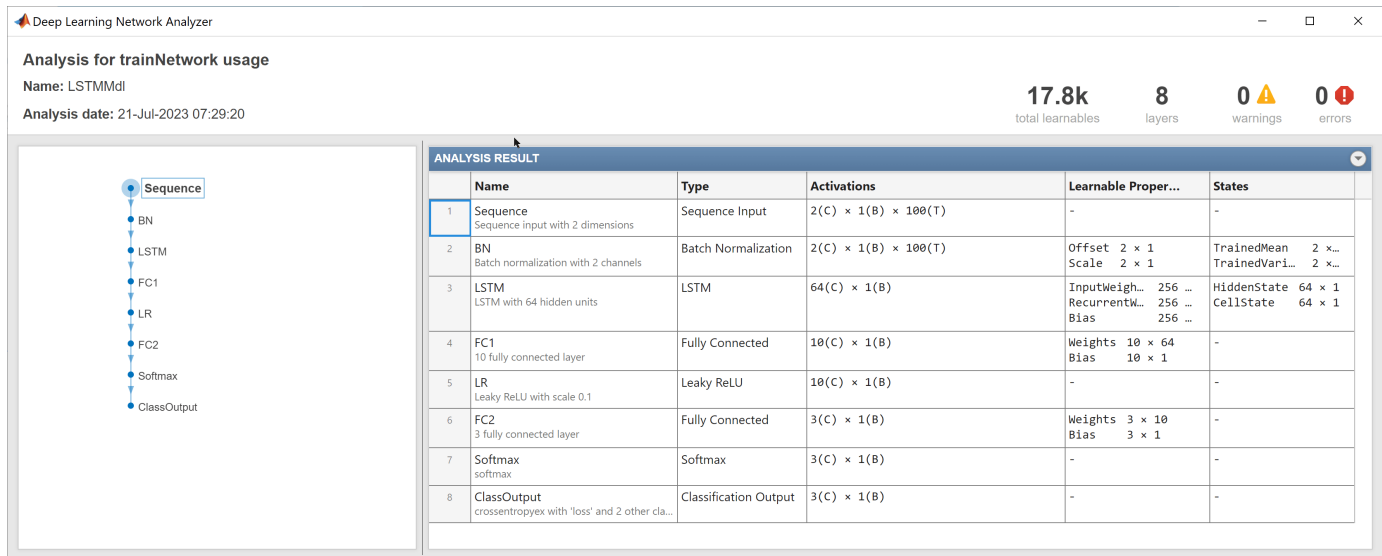 Deep Learning Network Analyzer
Analysis for trainNetwork usage
Name: LSTMMdl
Analysis date: 21-Jul-2023 07:29:20
17.8k
total learnables
8
layers
0
warnings
0
errors
Sequence
BN
LSTM
FC1
LR
FC2
Softmax
ClassOutput
ANALYSIS RESULT
Name Type Activations Learnable Proper... States
1 Sequence Sequence Input 2(C) × 1(B) × 100(T) - -
Sequence input with 2 dimensions
2 BN Batch Normalization 2(C) × 1(B) × 100(T) Offset 2 × 1 TrainedMean 2 ×…
Batch normalization with 2 channels Scale 2 × 1 TrainedVari… 2 ×…
3 LSTM LSTM 64(C) × 1(B) InputWeigh… 256 … HiddenState 64 × 1
LSTM with 64 hidden units RecurrentW… 256 … CellState 64 × 1
Bias 256 …
4 FC1 Fully Connected 10(C) × 1(B) Weights 10 × 64 -
10 fully connected layer Bias 10 × 1
5 LR Leaky ReLU 10(C) × 1(B) - -
Leaky ReLU with scale 0.1
6 FC2 Fully Connected 3(C) × 1(B) Weights 3 × 10 -
3 fully connected layer Bias 3 × 1
7 Softmax Softmax 3(C) × 1(B) - -
softmax
8 ClassOutput Classification Output 3(C) × 1(B) - -
crossentropyex with 'loss' and 2 other cla...